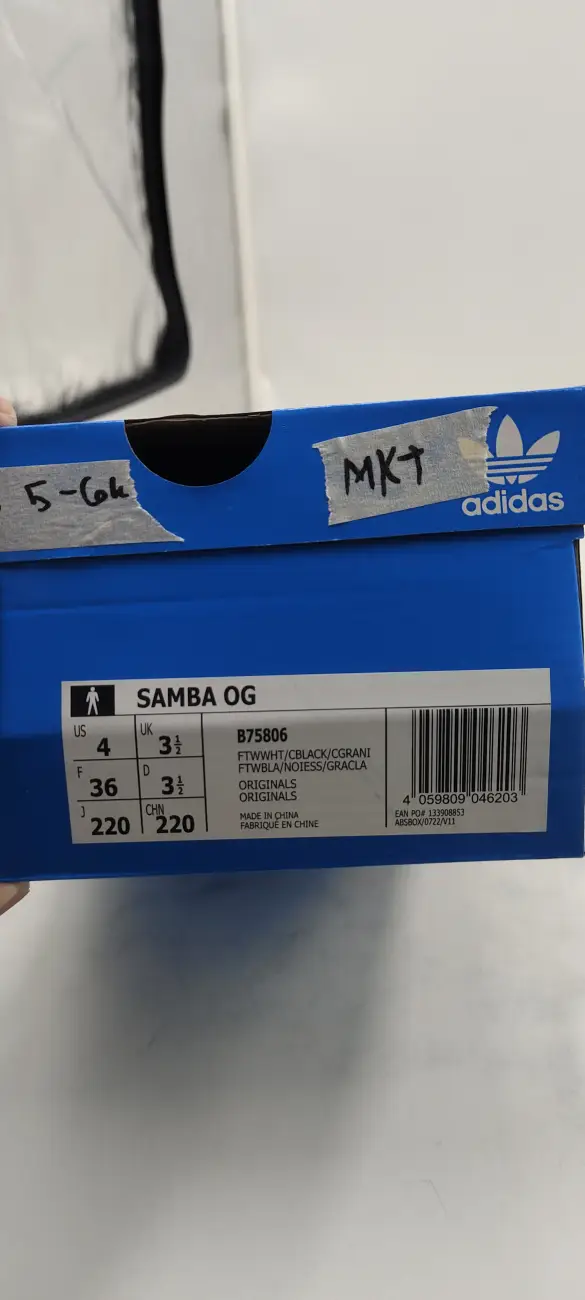 5-6k
MKT
adidas
SAMBA OG
US 4 UK 3½
F 36 D 3½
J 220 CHN 220
B75806
FTWWHT/CBLACK/CGRANI
FTWBLA/NOIESS/GRACLA
ORIGINALS
ORIGINALS
MADE IN CHINA
FABRIQUÉ EN CHINE
4 059809 046203
EAN PO# 133908853
ABSBOX/0722/V11